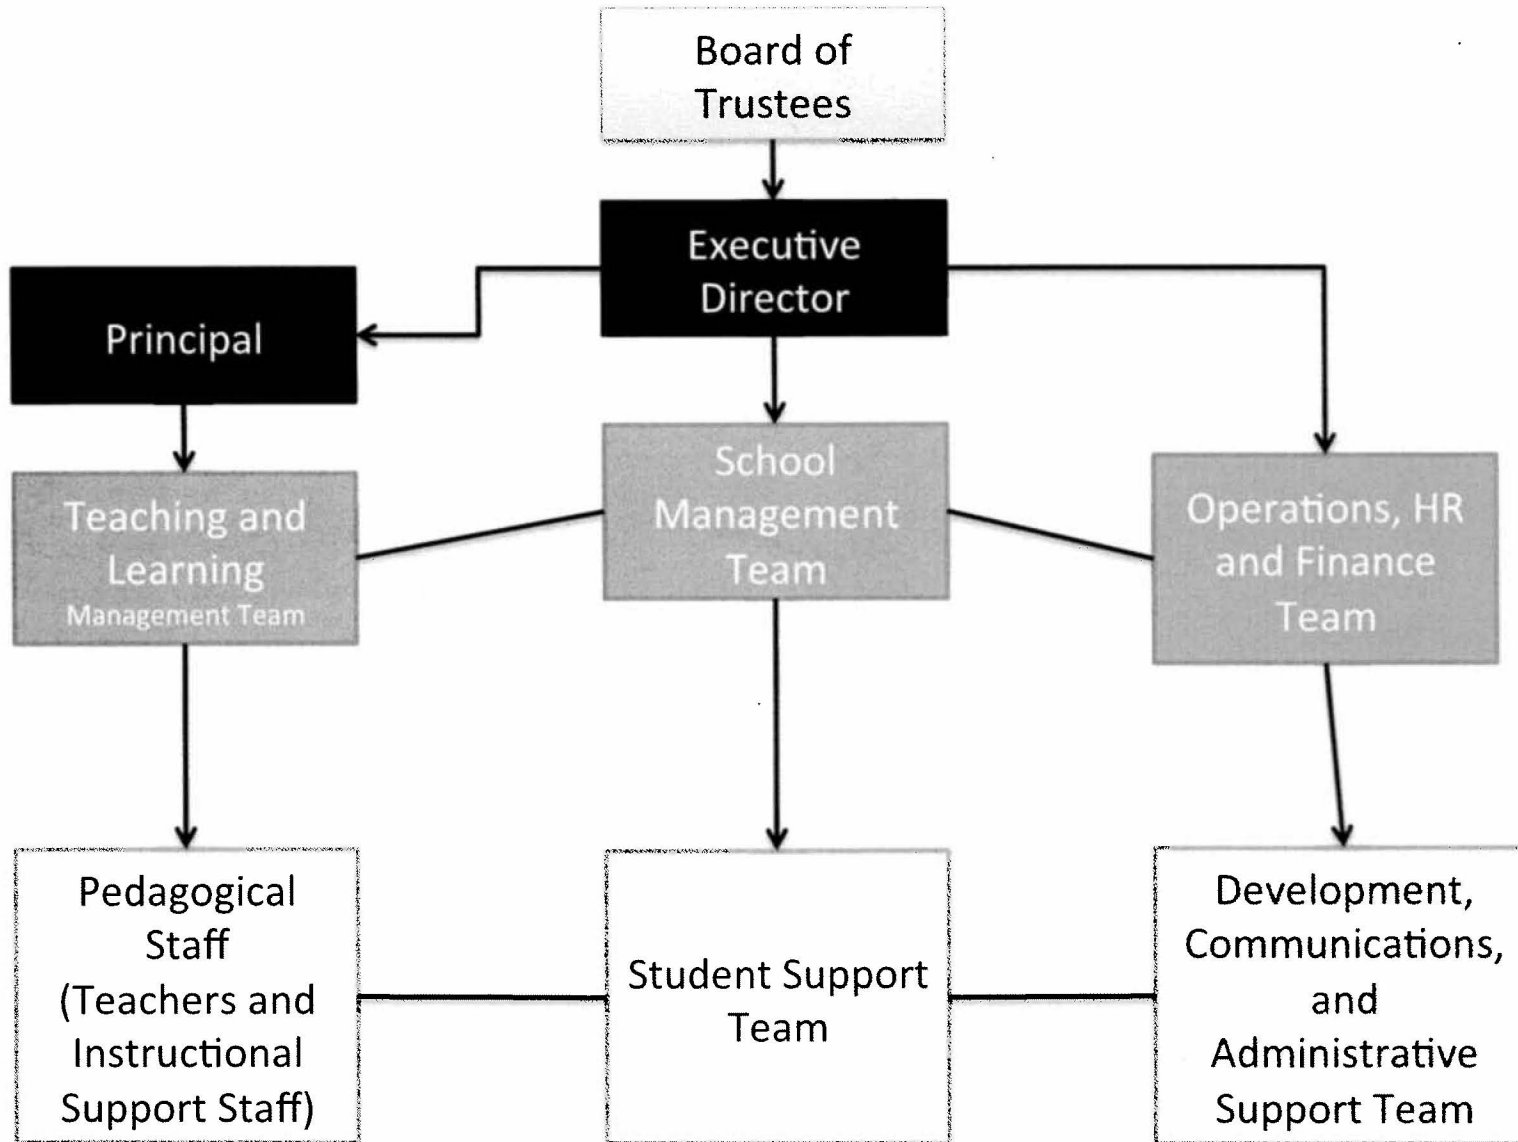 Board of
Trustees
Executive
Director
Principal
School
Management
Team
Teaching and
Learning
Management Team
Operations, HR
and Finance
Team
Pedagogical
Staff
(Teachers and
Instructional
Support Staff)
Student Support
Team
Development,
Communications,
and
Administrative
Support Team